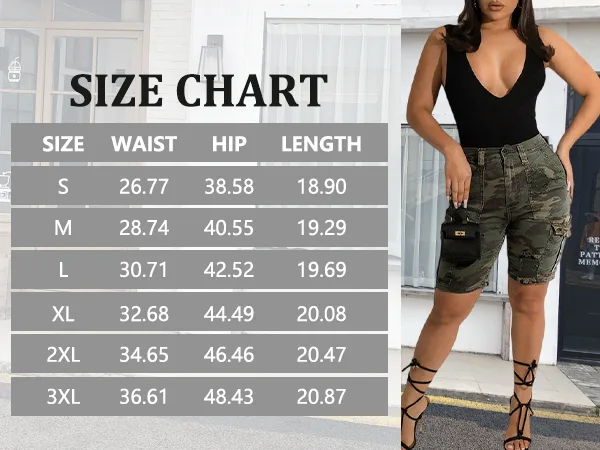 SIZE CHART
SIZE WAIST HIP LENGTH
S 26.77 38.58 18.90
M 28.74 40.55 19.29
L 30.71 42.52 19.69
XL 32.68 44.49 20.08
2XL 34.65 46.46 20.47
3XL 36.61 48.43 20.87